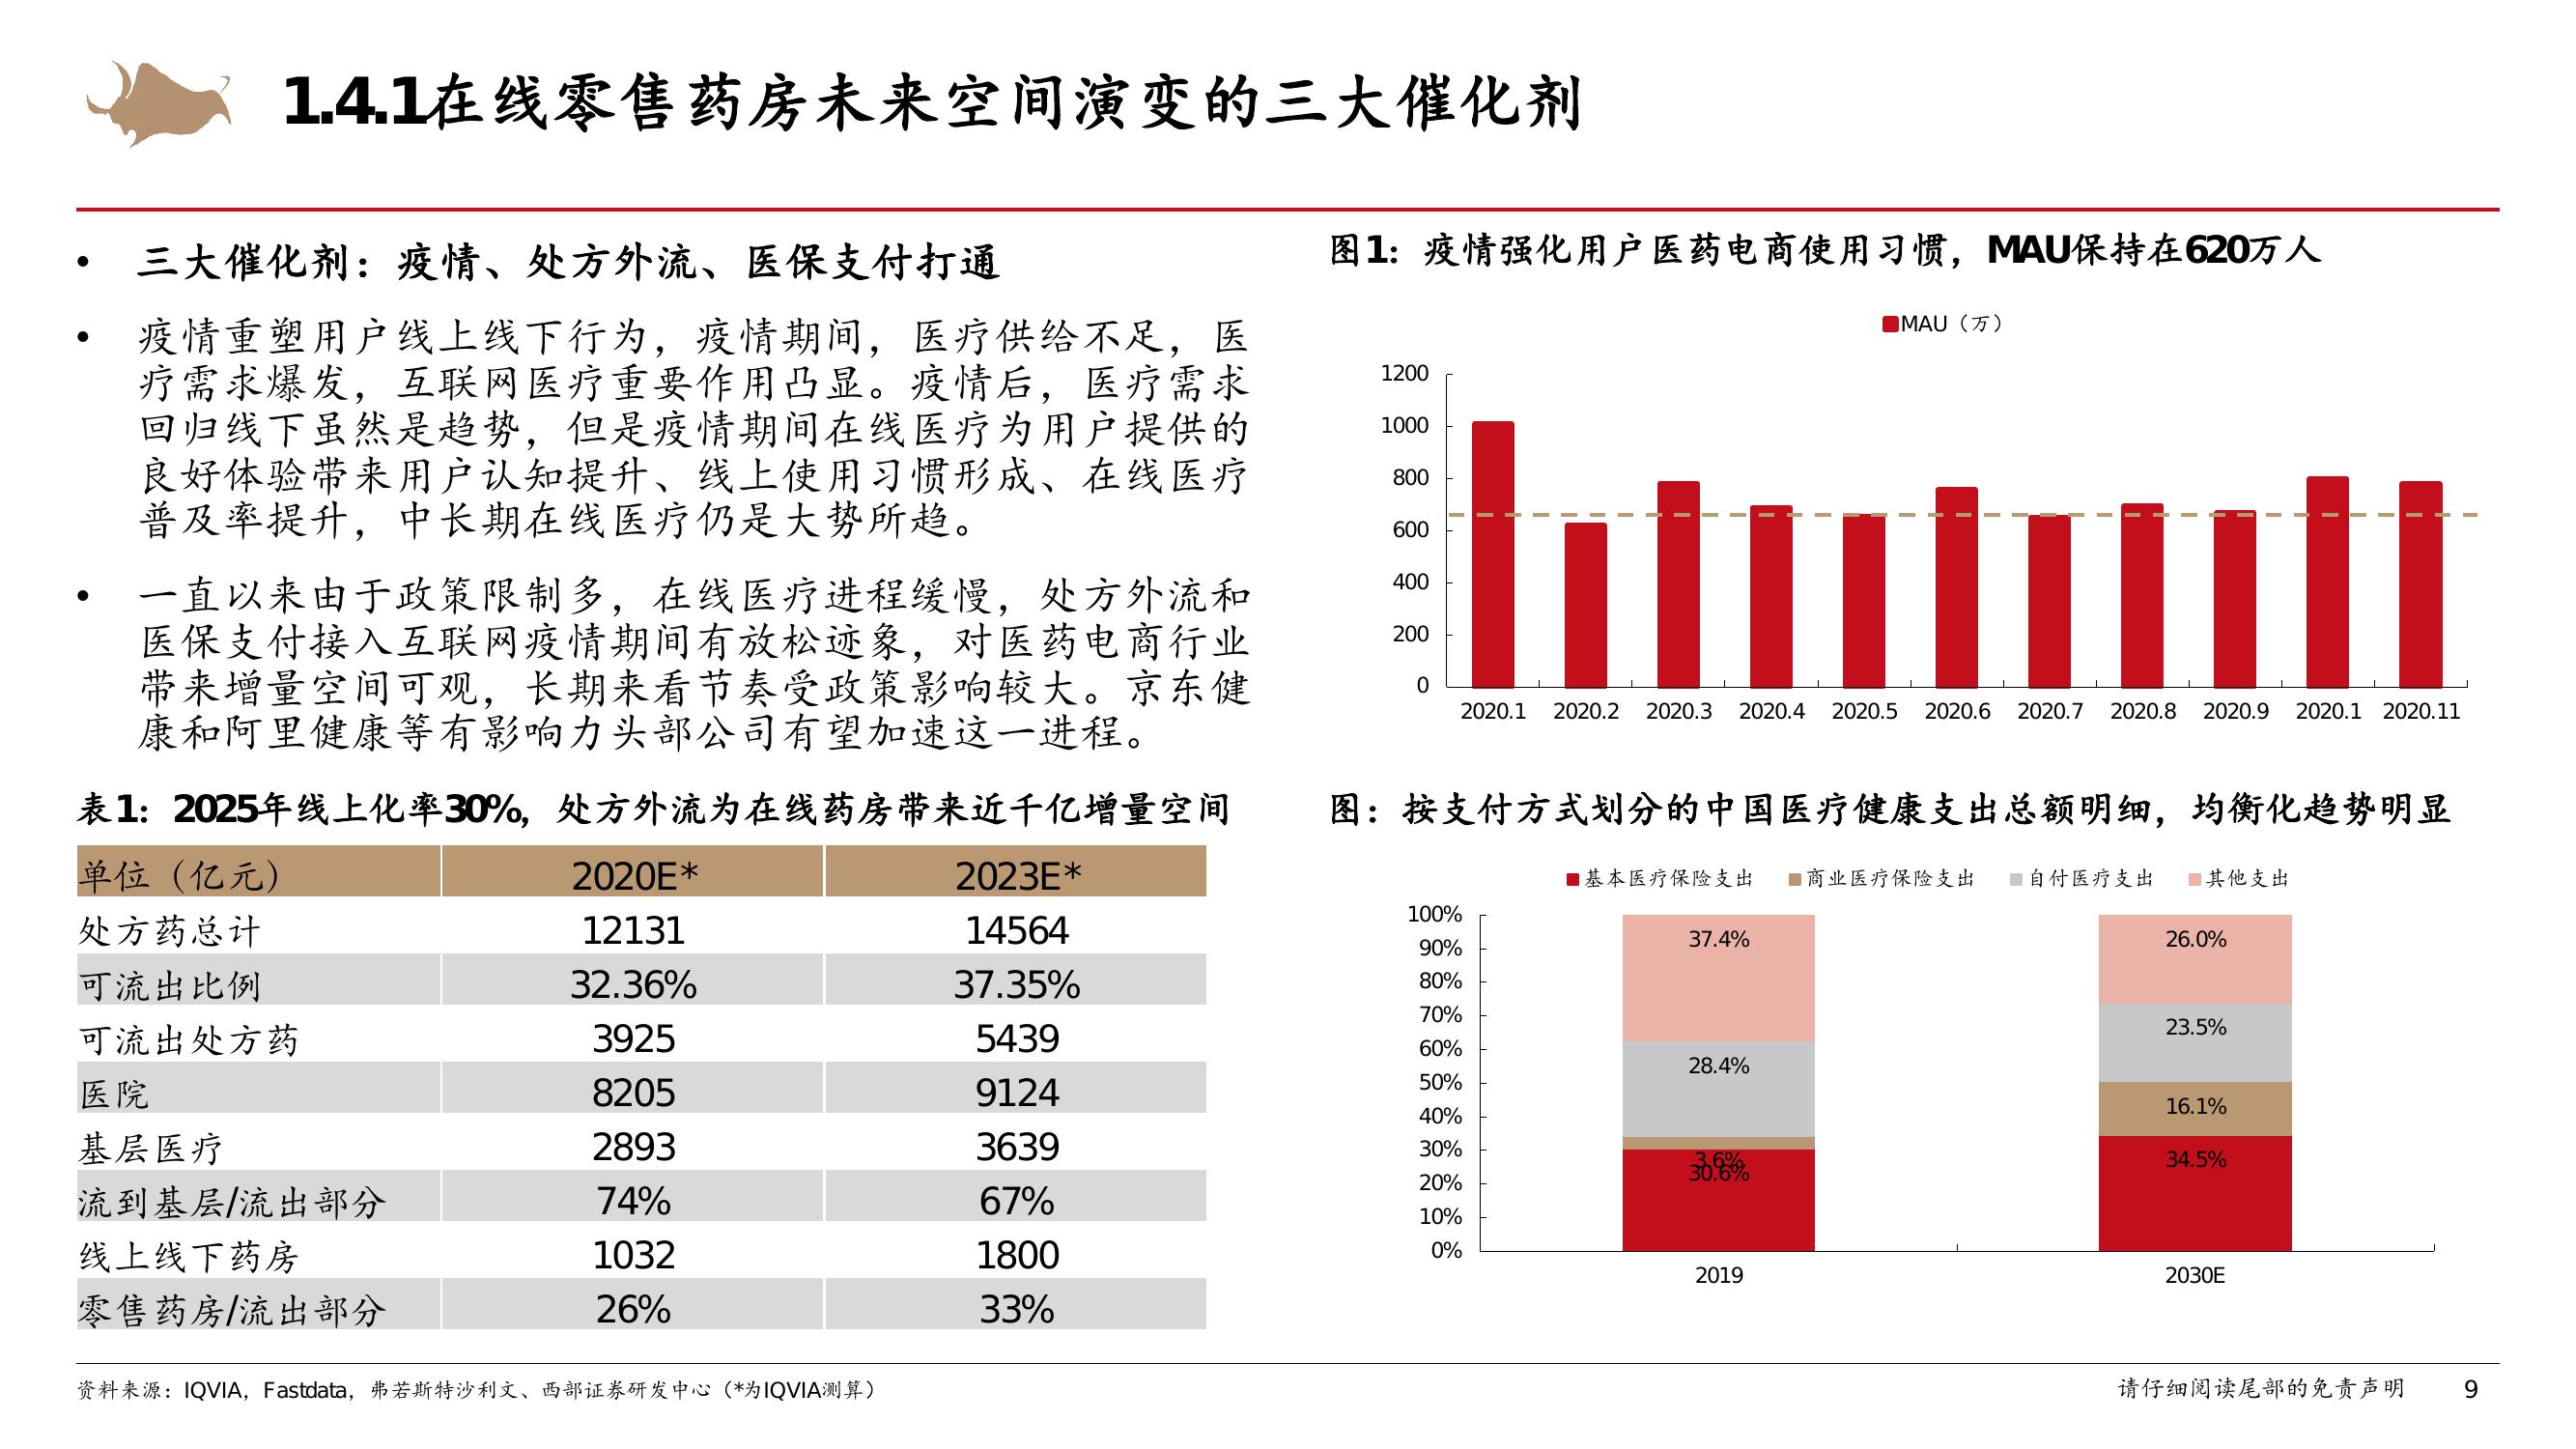 1.4.1在线零售药房未来空间演变的三大催化剂
• 三大催化剂：疫情、处方外流、医保支付打通
• 疫情重塑用户线上线下行为，疫情期间，医疗供给不足，医
疗需求爆发，互联网医疗重要作用凸显。疫情后，医疗需求
回归线下虽然是趋势，但是疫情期间在线医疗为用户提供的
良好体验带来用户认知提升、线上使用习惯形成、在线医疗
普及率提升，中长期在线医疗仍是大势所趋。
• 一直以来由于政策限制多，在线医疗进程缓慢，处方外流和
医保支付接入互联网疫情期间有放松迹象，对医药电商行业
带来增量空间可观，长期来看节奏受政策影响较大。京东健
康和阿里健康等有影响力头部公司有望加速这一进程。
表1：2025年线上化率30%，处方外流为在线药房带来近千亿增量空间
单位（亿元） 2020E* 2023E*
处方药总计 12131 14564
可流出比例 32.36% 37.35%
可流出处方药 3925 5439
医院 8205 9124
基层医疗 2893 3639
流到基层/流出部分 74% 67%
线上线下药房 1032 1800
零售药房/流出部分 26% 33%
图1：疫情强化用户医药电商使用习惯，MAU保持在620万人
MAU（万）
1200
1000
800
600
400
200
0
2020.1 2020.2 2020.3 2020.4 2020.5 2020.6 2020.7 2020.8 2020.9 2020.1 2020.11
图：按支付方式划分的中国医疗健康支出总额明细，均衡化趋势明显
基本医疗保险支出 商业医疗保险支出 自付医疗支出 其他支出
100%
90%
80%
70%
60%
50%
40%
30%
20%
10%
0%
37.4%
28.4%
3.6%
30.6%
26.0%
23.5%
16.1%
34.5%
2019 2030E
资料来源：IQVIA，Fastdata，弗若斯特沙利文、西部证券研发中心（*为IQVIA测算）
请仔细阅读尾部的免责声明 9